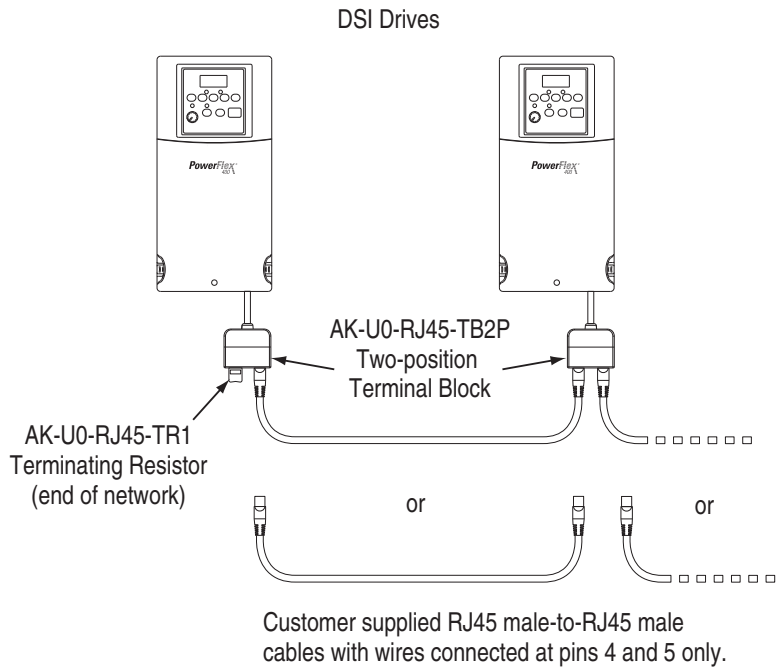 DSI Drives
PowerFlex
400
PowerFlex
400
AK-U0-RJ45-TB2P
Two-position
Terminal Block
AK-U0-RJ45-TR1
Terminating Resistor
(end of network)
or
or
Customer supplied RJ45 male-to-RJ45 male
cables with wires connected at pins 4 and 5 only.